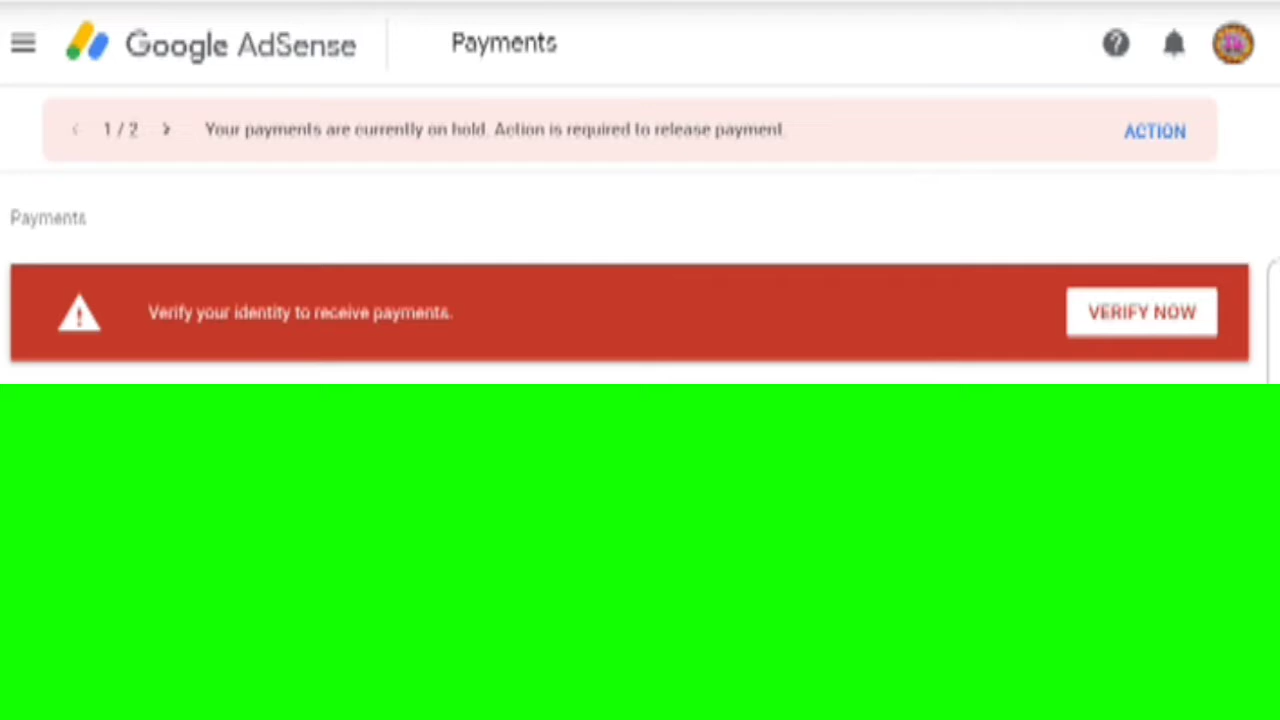 Google AdSense Payments
1 / 2 Your payments are currently on hold. Action is required to release payment. ACTION
Payments
Verify your identity to receive payments. VERIFY NOW